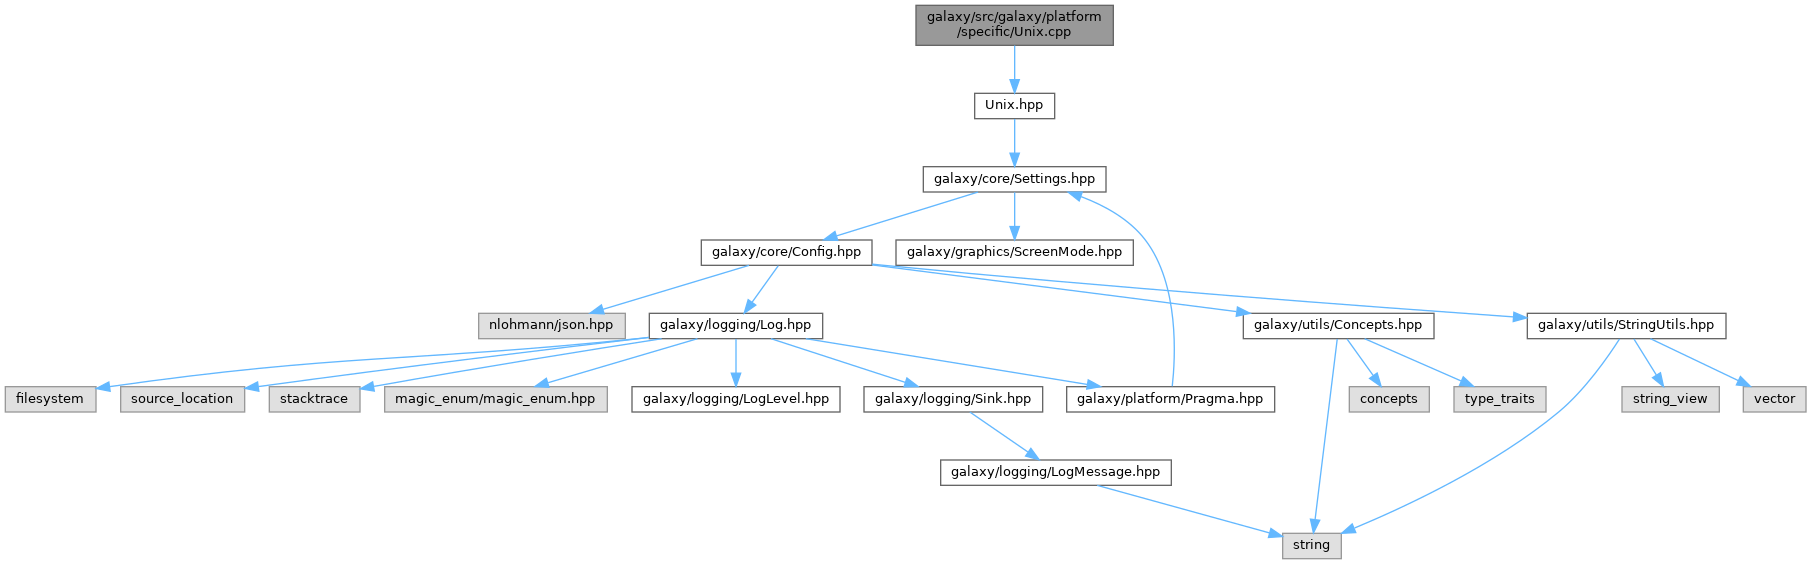 galaxy/src/galaxy/platform
/specific/Unix.cpp
Unix.hpp
galaxy/core/Settings.hpp
galaxy/core/Config.hpp
galaxy/graphics/ScreenMode.hpp
nlohmann/json.hpp
galaxy/logging/Log.hpp
galaxy/utils/Concepts.hpp
galaxy/utils/StringUtils.hpp
filesystem
source_location
stacktrace
magic_enum/magic_enum.hpp
galaxy/logging/LogLevel.hpp
galaxy/logging/Sink.hpp
galaxy/platform/Pragma.hpp
concepts
type_traits
string_view
vector
galaxy/logging/LogMessage.hpp
string